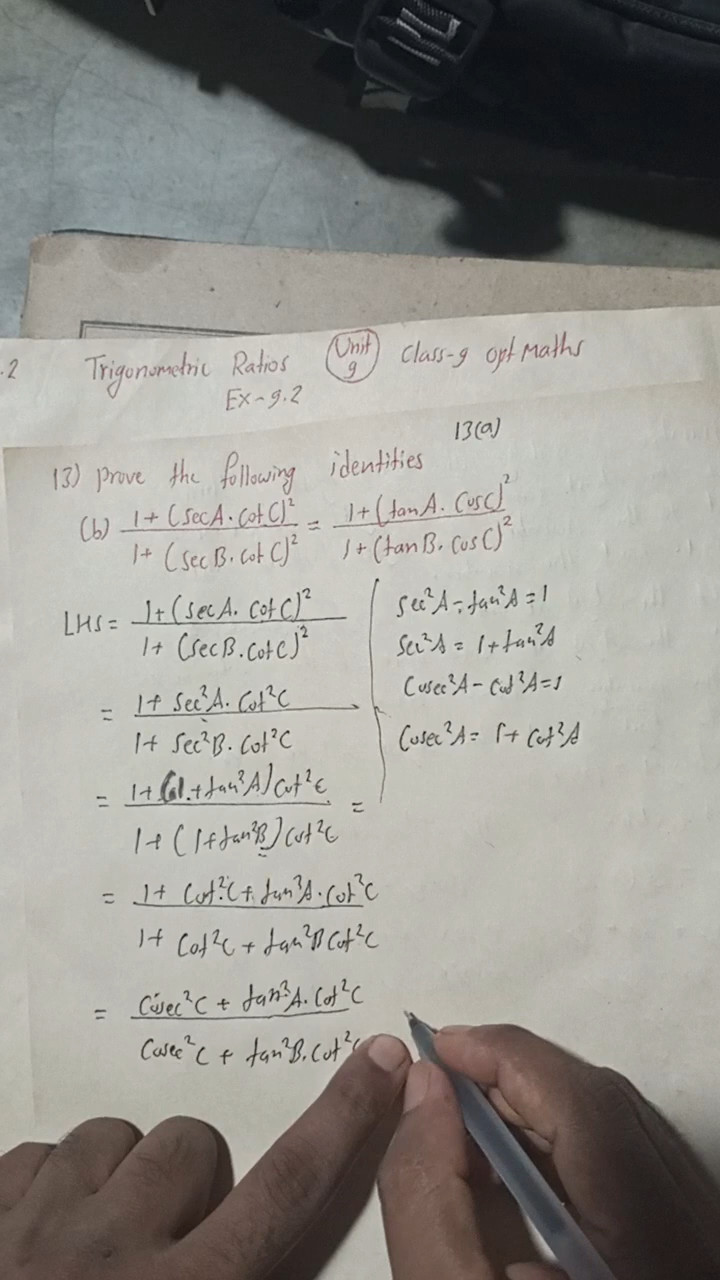 .2 Trigonometric Ratios Unit 9 Class-9 Opt Maths
Ex-9.2
13(a)
13) Prove the following identities
(b) 1+(SecA.CotC)² / 1+(SecB.CotC)² = 1+(tanA.CosC)² / 1+(tanB.CosC)²
LHS = 1+(secA.CotC)² / 1+(secB.CotC)²
= 1+Sec²A.Cot²C / 1+Sec²B.Cot²C
= 1+(1+tan²A)Cot²C / 1+(1+tan²B)Cot²C =
= 1+Cot²C+tan²A.Cot²C / 1+Cot²C+tan²B Cot²C
= Cosec²C+tan²A.Cot²C / Cosec²C+tan²B.Cot²C
Sec²A-tan²A=1
Sec²A=1+tan²A
Cosec²A-Cot²A=1
Cosec²A=1+Cot²A